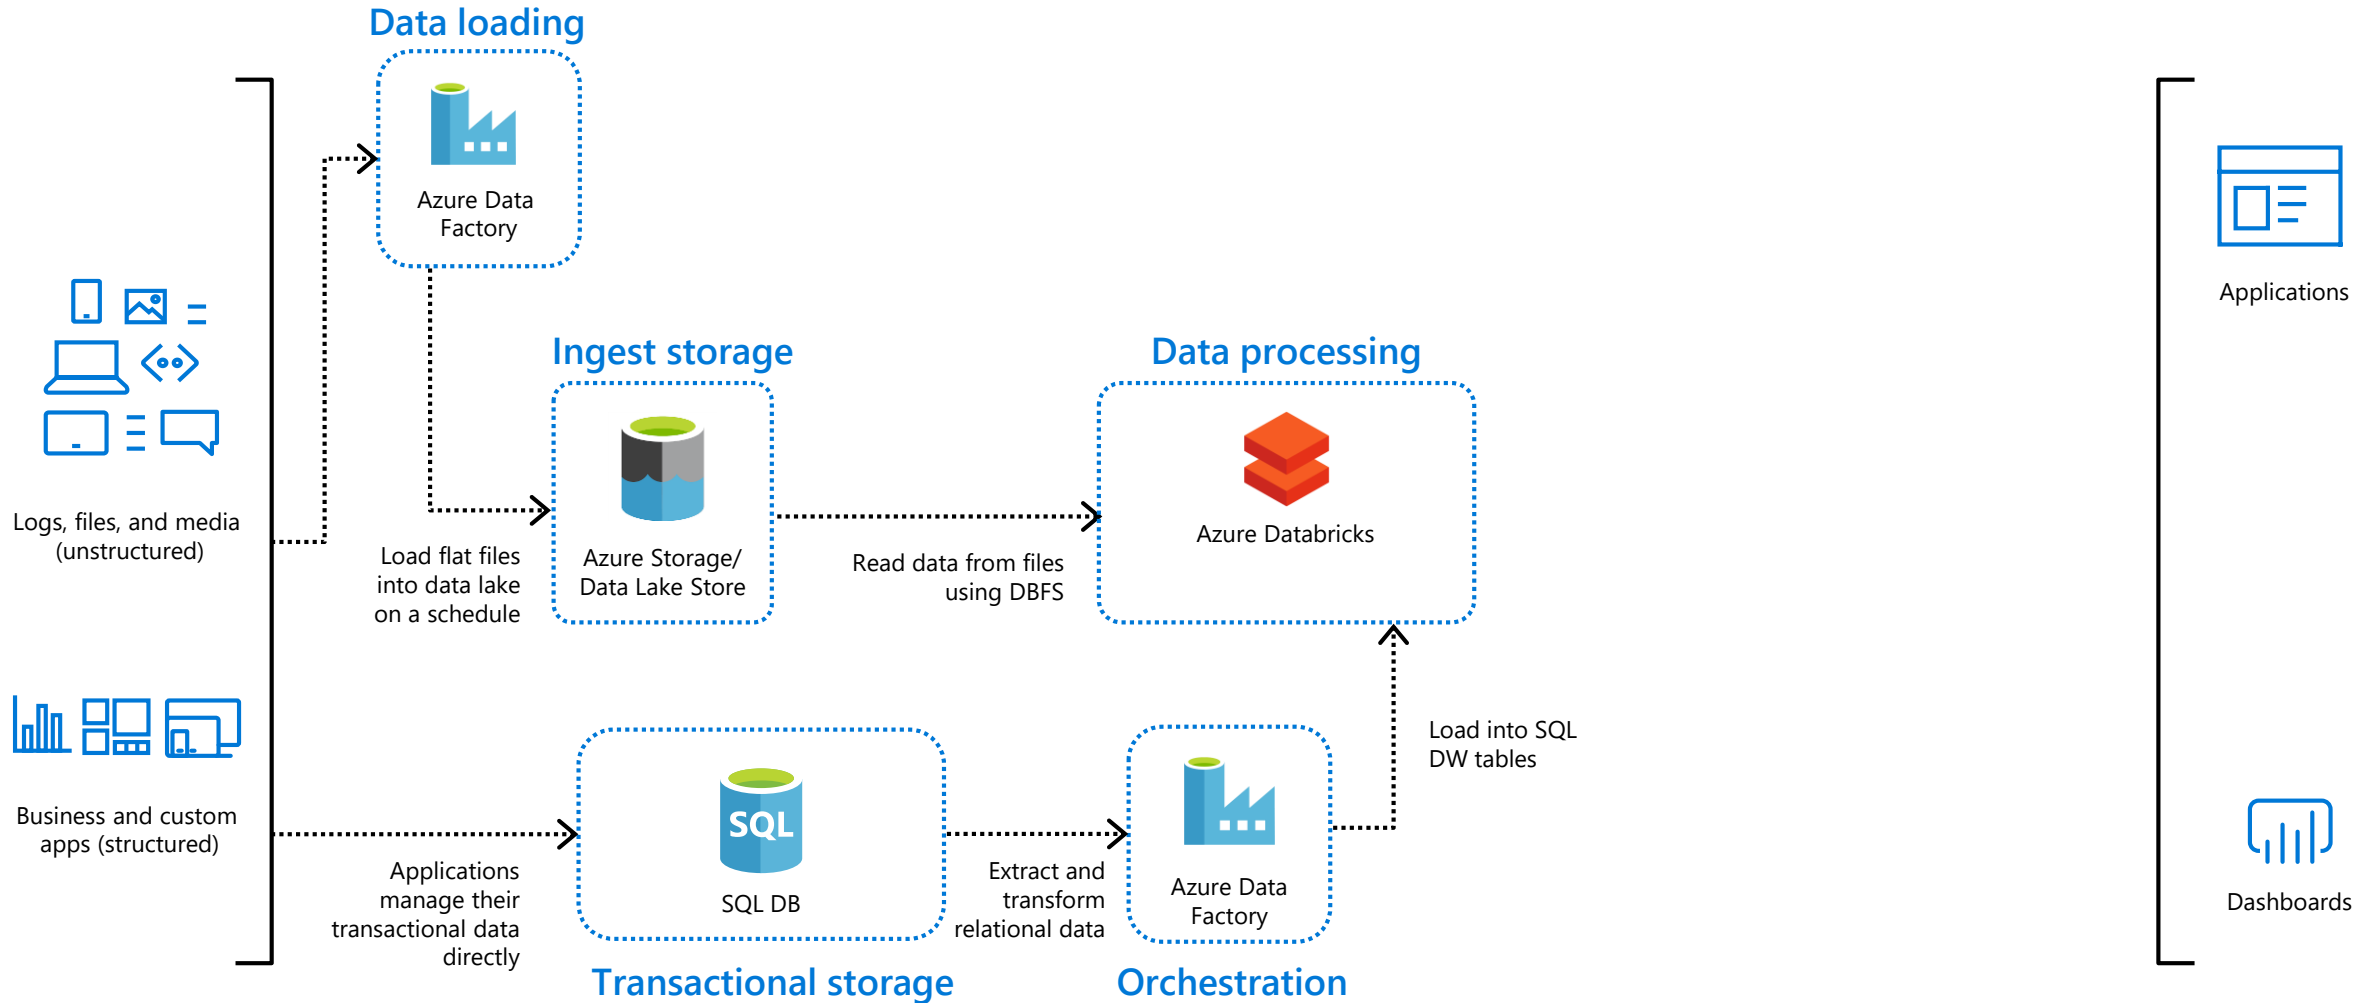 Data loading
Azure Data
Factory
Logs, files, and media
(unstructured)
Load flat files
into data lake
on a schedule
Ingest storage
Azure Storage/
Data Lake Store
Read data from files
using DBFS
Data processing
Azure Databricks
Business and custom
apps (structured)
Applications
manage their
transactional data
directly
SQL
SQL DB
Transactional storage
Extract and
transform
relational data
Azure Data
Factory
Orchestration
Load into SQL
DW tables
Applications
Dashboards